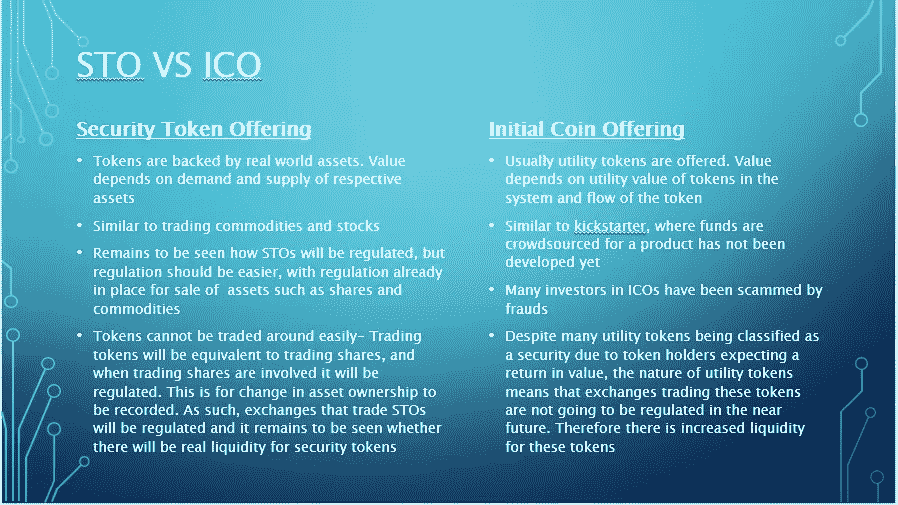 STO VS ICO
Security Token Offering
• Tokens are backed by real world assets. Value
depends on demand and supply of respective
assets
• Similar to trading commodities and stocks
• Remains to be seen how STOs will be regulated, but
regulation should be easier, with regulation already
in place for sale of assets such as shares and
commodities
• Tokens cannot be traded around easily- Trading
tokens will be equivalent to trading shares, and
when trading shares are involved it will be
regulated. This is for change in asset ownership to
be recorded. As such, exchanges that trade STOs
will be regulated and it remains to be seen whether
there will be real liquidity for security tokens
Initial Coin Offering
• Usually utility tokens are offered. Value
depends on utility value of tokens in the
system and flow of the token
• Similar to kickstarter, where funds are
crowdsourced for a product has not been
developed yet
• Many investors in ICOs have been scammed by
frauds
• Despite many utility tokens being classified as
a security due to token holders expecting a
return in value, the nature of utility tokens
means that exchanges trading these tokens
are not going to be regulated in the near
future. Therefore there is increased liquidity
for these tokens